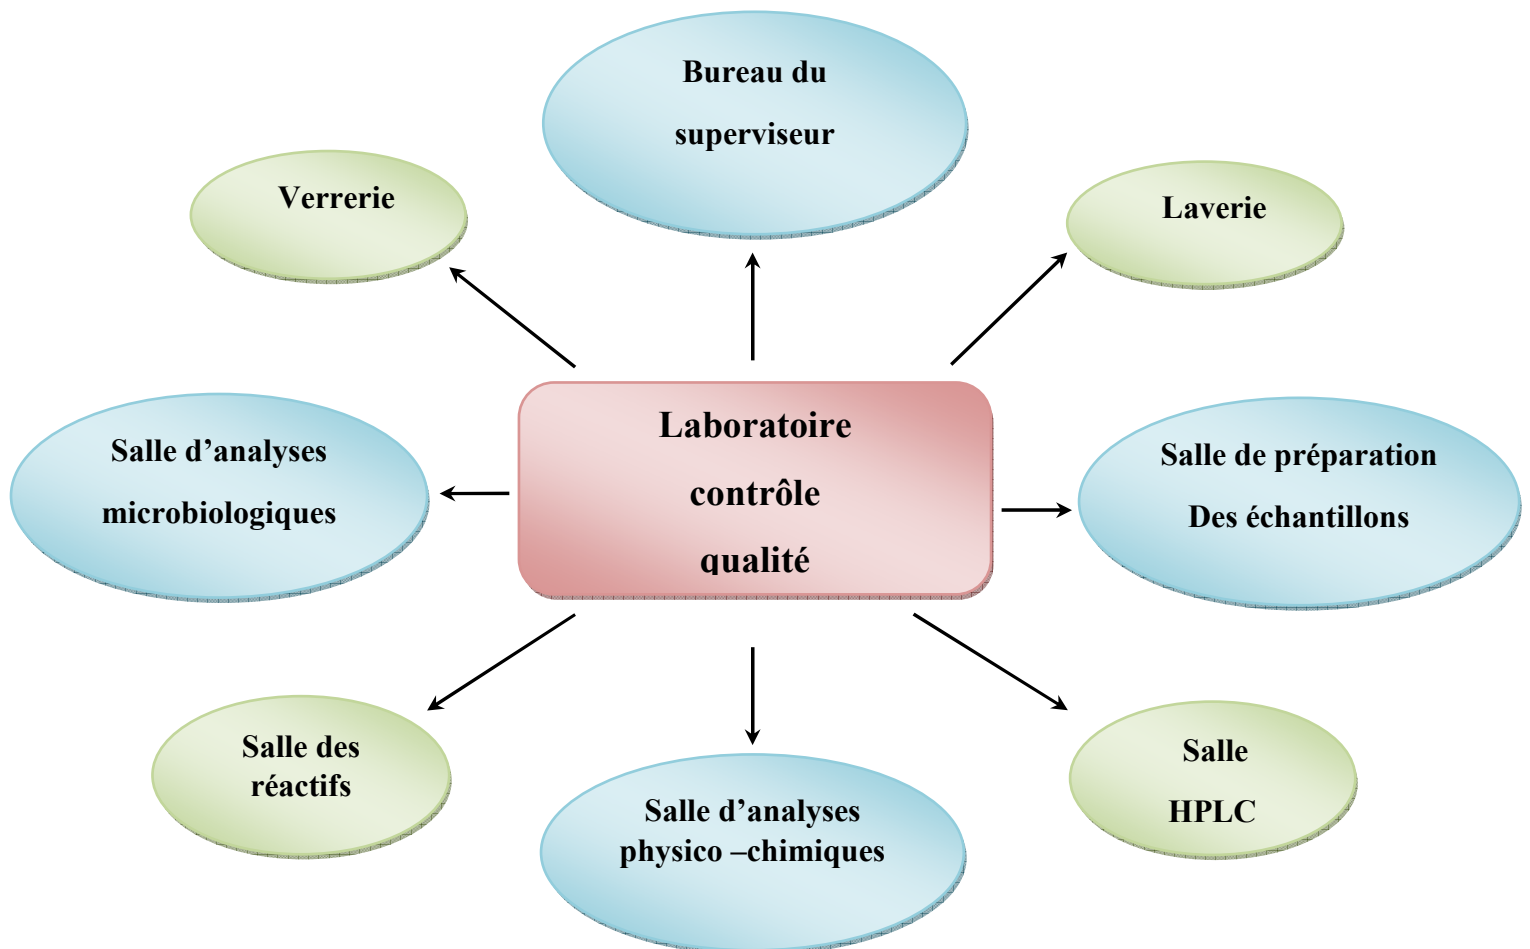 Bureau du
superviseur
Verrerie
Laverie
Laboratoire
contrôle
qualité
Salle d’analyses
microbiologiques
Salle de préparation
Des échantillons
Salle des
réactifs
Salle d’analyses
physico –chimiques
Salle
HPLC